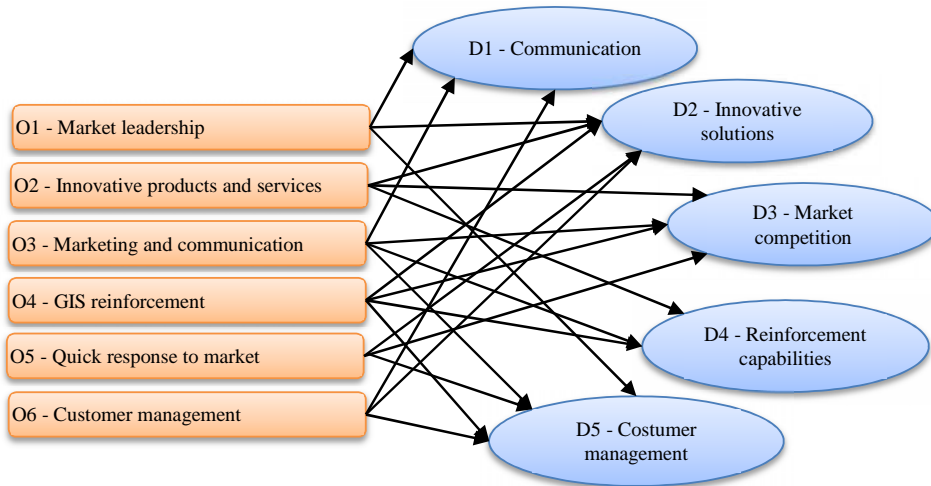 D1 - Communication
O1 - Market leadership
D2 - Innovative
solutions
O2 - Innovative products and services
D3 - Market
competition
O3 - Marketing and communication
O4 - GIS reinforcement
D4 - Reinforcement
capabilities
O5 - Quick response to market
O6 - Customer management
D5 - Costumer
management